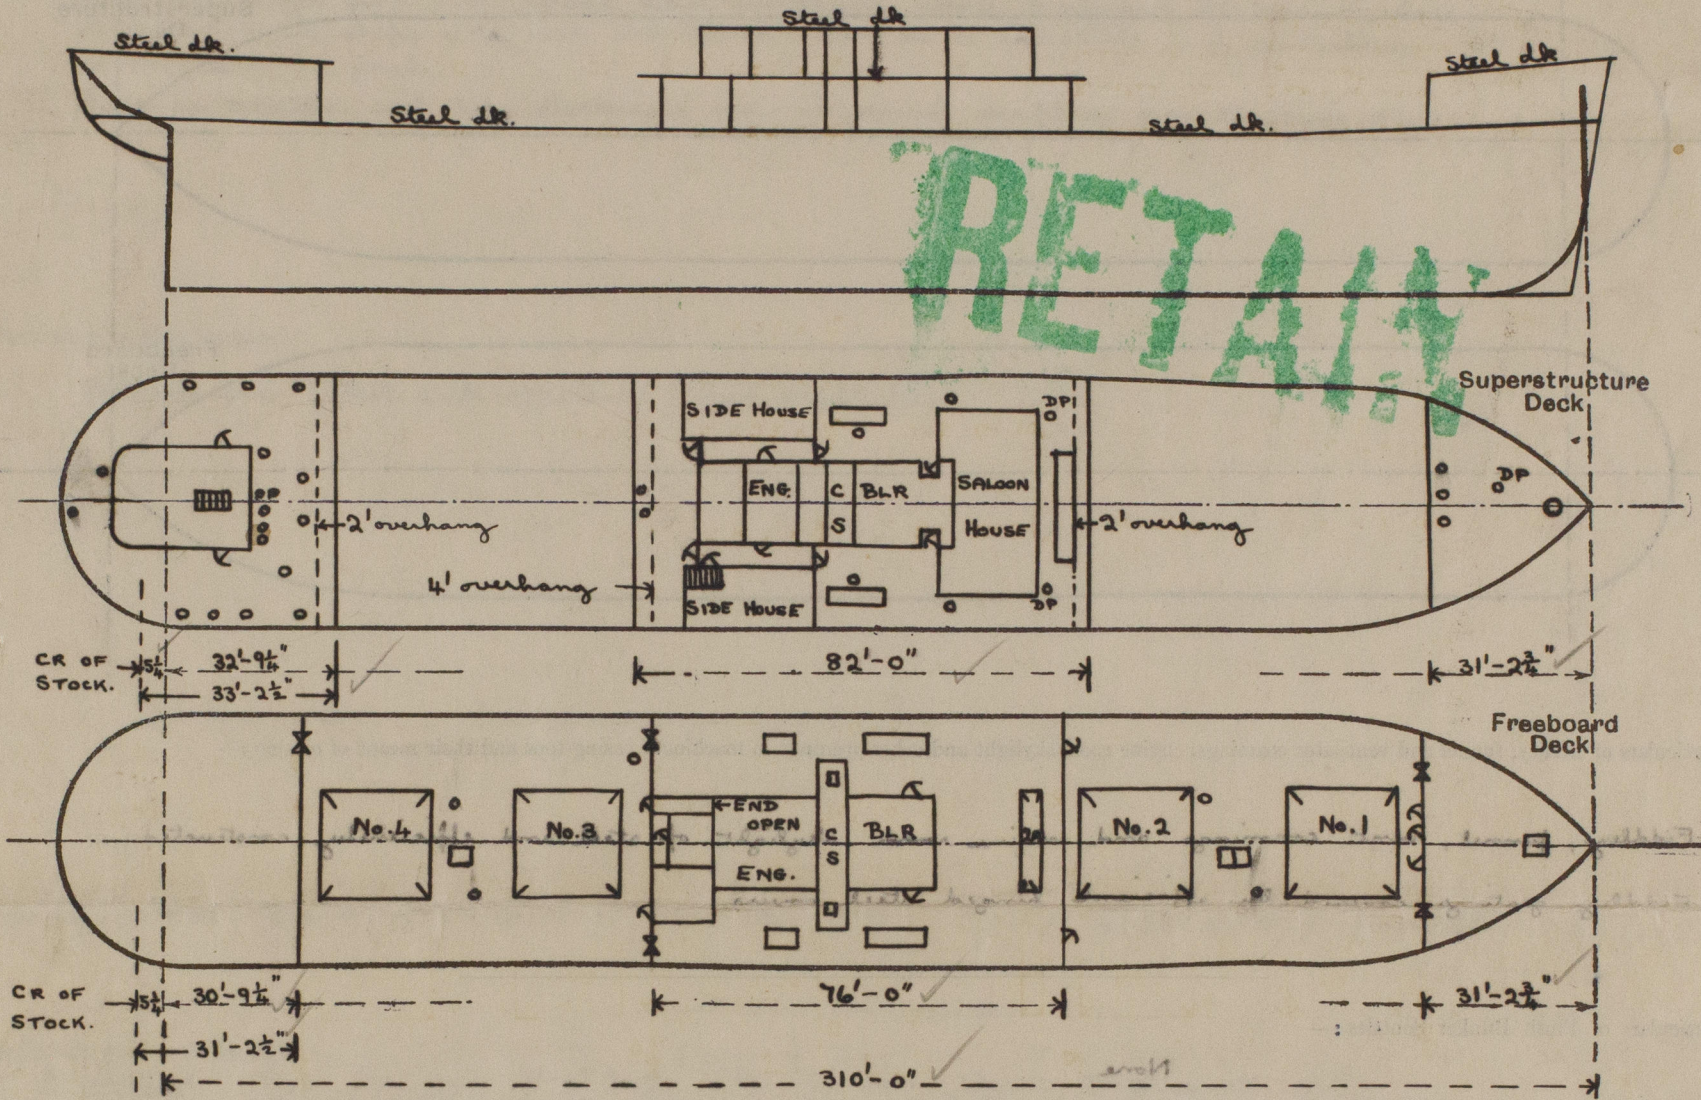 Steel dk.
Steel dk
Steel dk
Steel dk.
Steel dk.
RETAIN
Superstructure
Deck
SIDE HOUSE
DP
ENG.
C
S
BLR
SALOON
HOUSE
DP
DP
2' overhang
2' overhang
4' overhang
SIDE HOUSE
DP
CR OF
STOCK.
5¼
32'-9¼"
33'-2½"
82'-0"
31'-2¾"
Freeboard
Deck
No.4
No.3
END
OPEN
ENG.
C
S
BLR
No.2
No.1
CR OF
STOCK.
5¼
30'-9¼"
31'-2½"
76'-0"
31'-2¾"
310'-0"